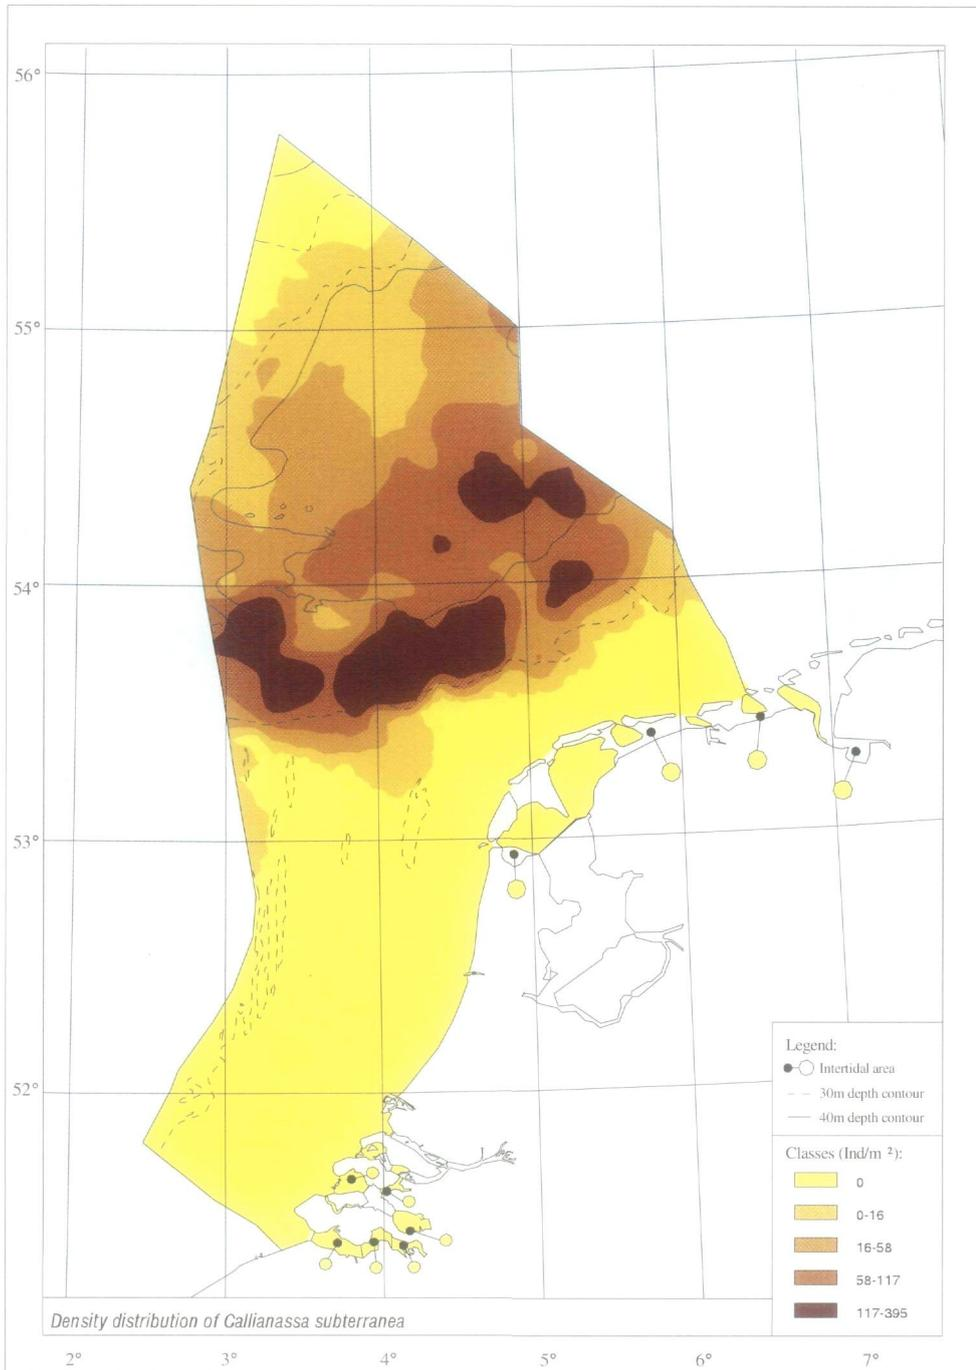 56°
55°
54°
53°
52°
Legend:
Intertidal area
30m depth contour
40m depth contour
Classes (Ind/m ²):
0
0-16
16-58
58-117
117-395
Density distribution of Callianassa subterranea
2°
3°
4°
5°
6°
7°